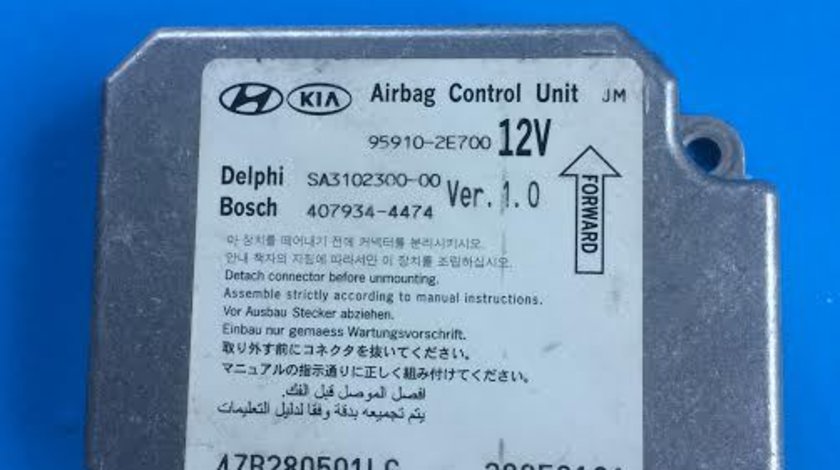 KIA Airbag Control Unit JM
95910-2E700 12V
Delphi SA3102300-00 Ver. 1.0
Bosch 407934-4474
FORWARD
이 장치를 떼어내기 전에 커넥터를 분리시키시오.
안내 책자의 지침에 따라서만 이 장치를 조립하십시오.
Detach connector before unmounting.
Assemble strictly according to manual instructions.
Vor Ausbau Stecker abziehen.
Einbau nur gemaess Wartungsvorschrift.
取り外す前にコネクタを抜いてください。
マニュアルの指示通りに正しく組み付けてください。
افصل الموصل قبل الفك.
يتم تجميعه بدقة وفقا لدليل التعليمات
47B280501LC